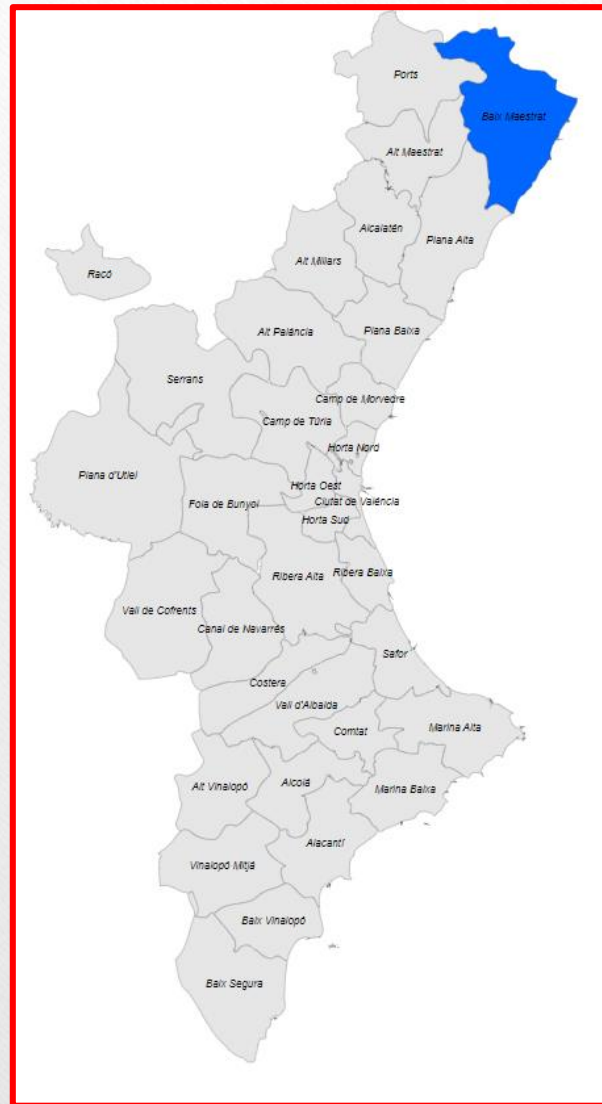 Ports
Baix Maestrat
Alt Maestrat
Alcalatén
Plana Alta
Alt Millars
Racó
Alt Palància
Plana Baixa
Serrans
Camp de Morvedre
Camp de Túria
Horta Nord
Plana d'Utiel
Horta Oest
Foia de Bunyol
Ciutat de València
Horta Sud
Ribera Alta
Ribera Baixa
Vall de Cofrents
Canal de Navarrés
Safor
Costera
Vall d'Albaida
Comtat
Marina Alta
Alt Vinalopó
Alcoià
Marina Baixa
Alacantí
Vinalopó Mitjà
Baix Vinalopó
Baix Segura